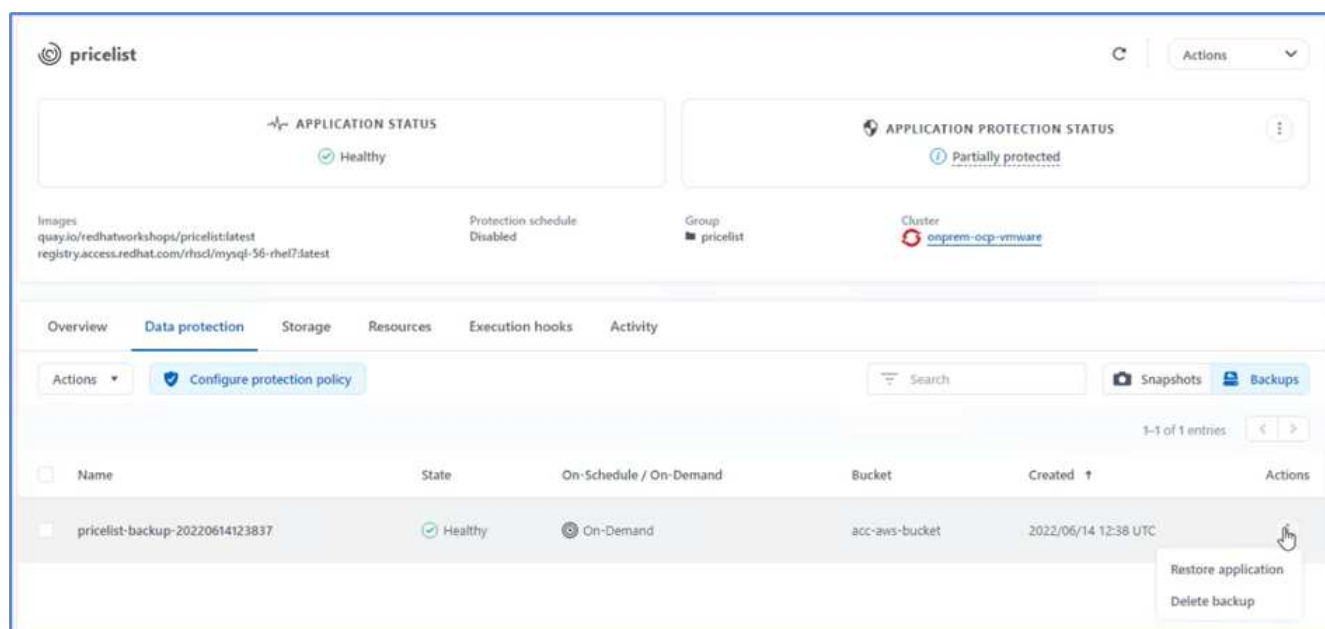 pricelist
Actions
APPLICATION STATUS
Healthy
APPLICATION PROTECTION STATUS
Partially protected
Images
quay.io/redhatworkshops/pricelist:latest
registry.access.redhat.com/rhscl/mysql-56-rhel7:latest
Protection schedule
Disabled
Group
pricelist
Cluster
onprem-ocp-vmware
Overview Data protection Storage Resources Execution hooks Activity
Actions Configure protection policy Search Snapshots Backups
1-1 of 1 entries
Name State On-Schedule / On-Demand Bucket Created Actions
pricelist-backup-20220614123837 Healthy On-Demand acc-aws-bucket 2022/06/14 12:38 UTC
Restore application
Delete backup